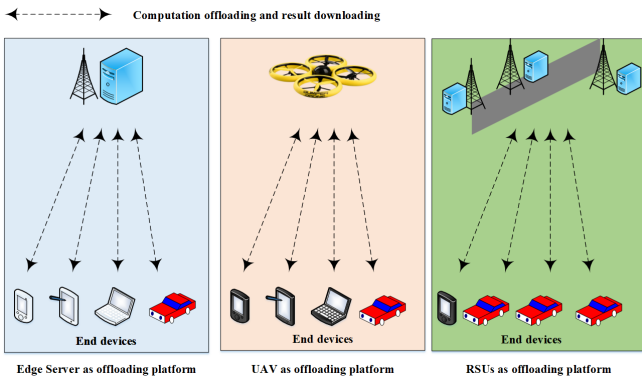 Computation offloading and result downloading
End devices
End devices
End devices
Edge Server as offloading platform
UAV as offloading platform
RSUs as offloading platform